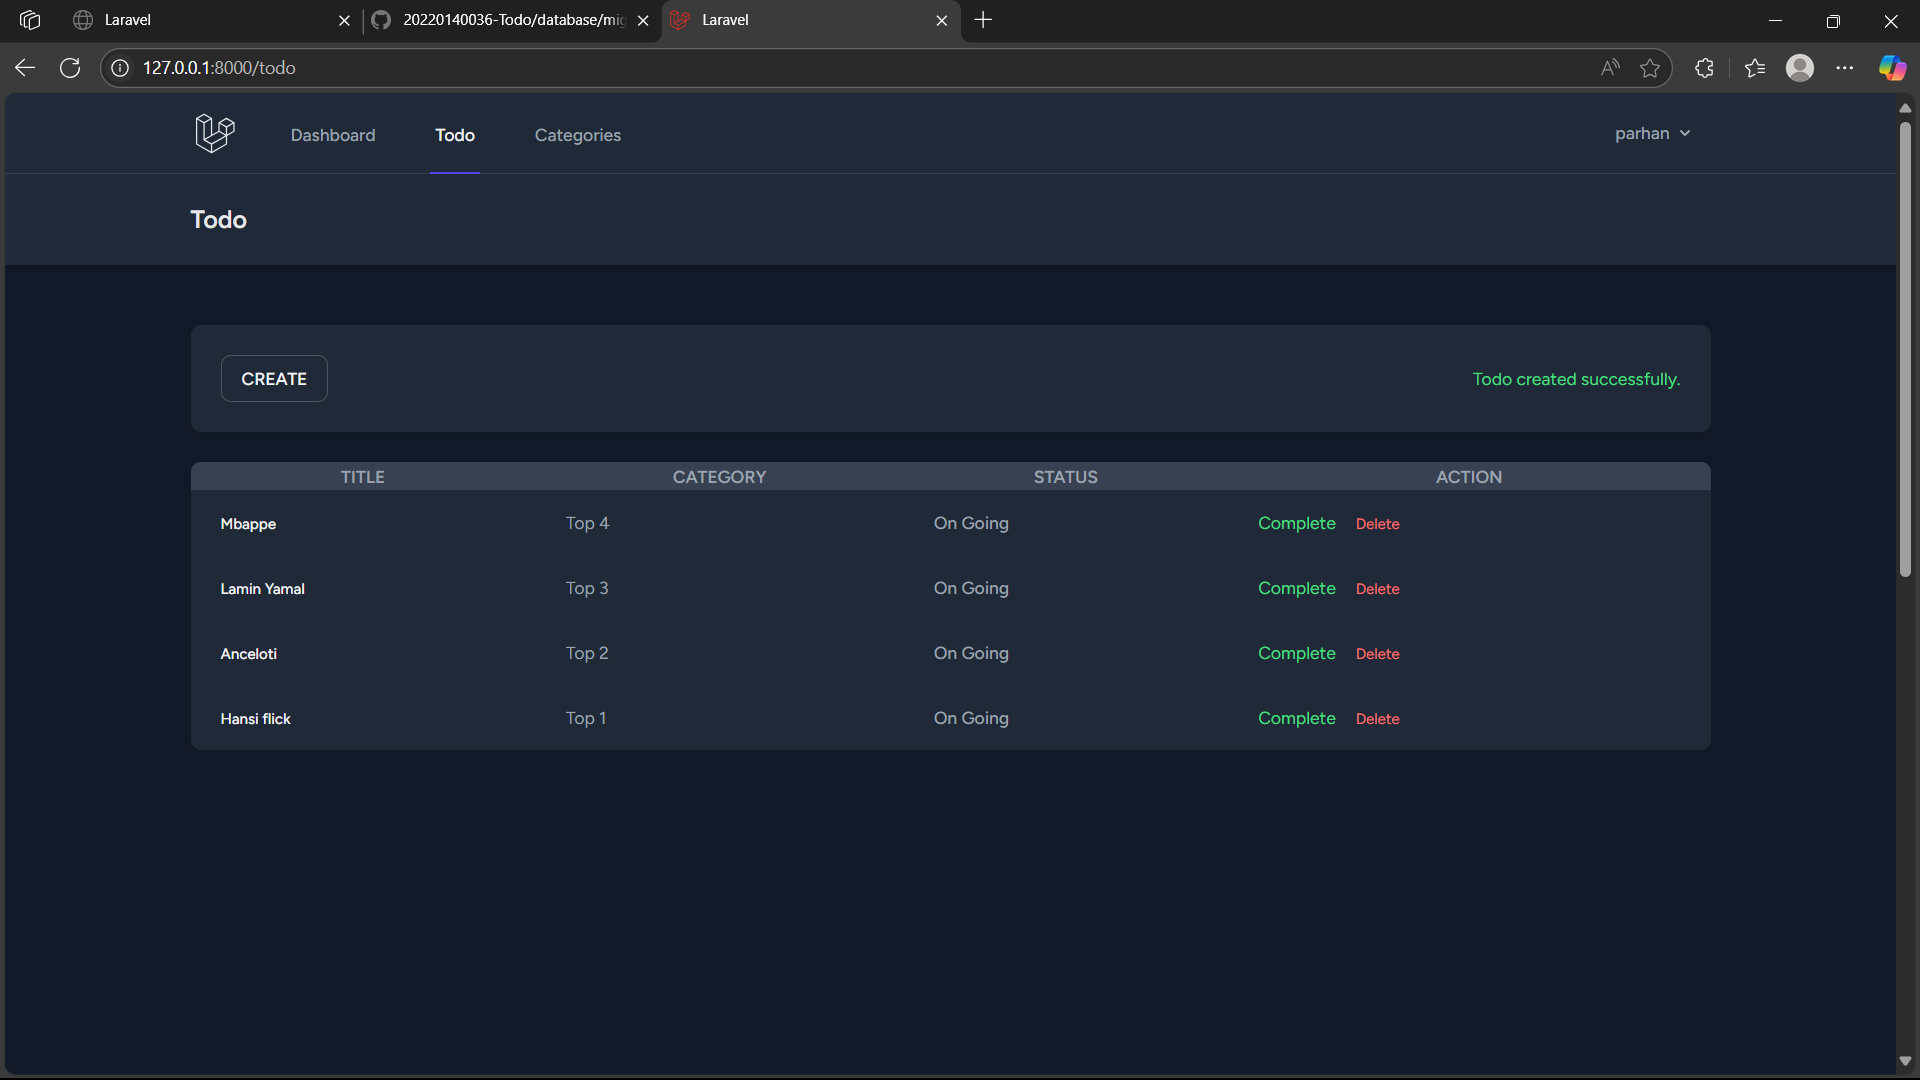 Laravel
20220140036-Todo/database/mig
Laravel
127.0.0.1:8000/todo
Dashboard
Todo
Categories
parhan
Todo
CREATE
Todo created successfully.
TITLE CATEGORY STATUS ACTION
Mbappe Top 4 On Going Complete Delete
Lamin Yamal Top 3 On Going Complete Delete
Anceloti Top 2 On Going Complete Delete
Hansi flick Top 1 On Going Complete Delete